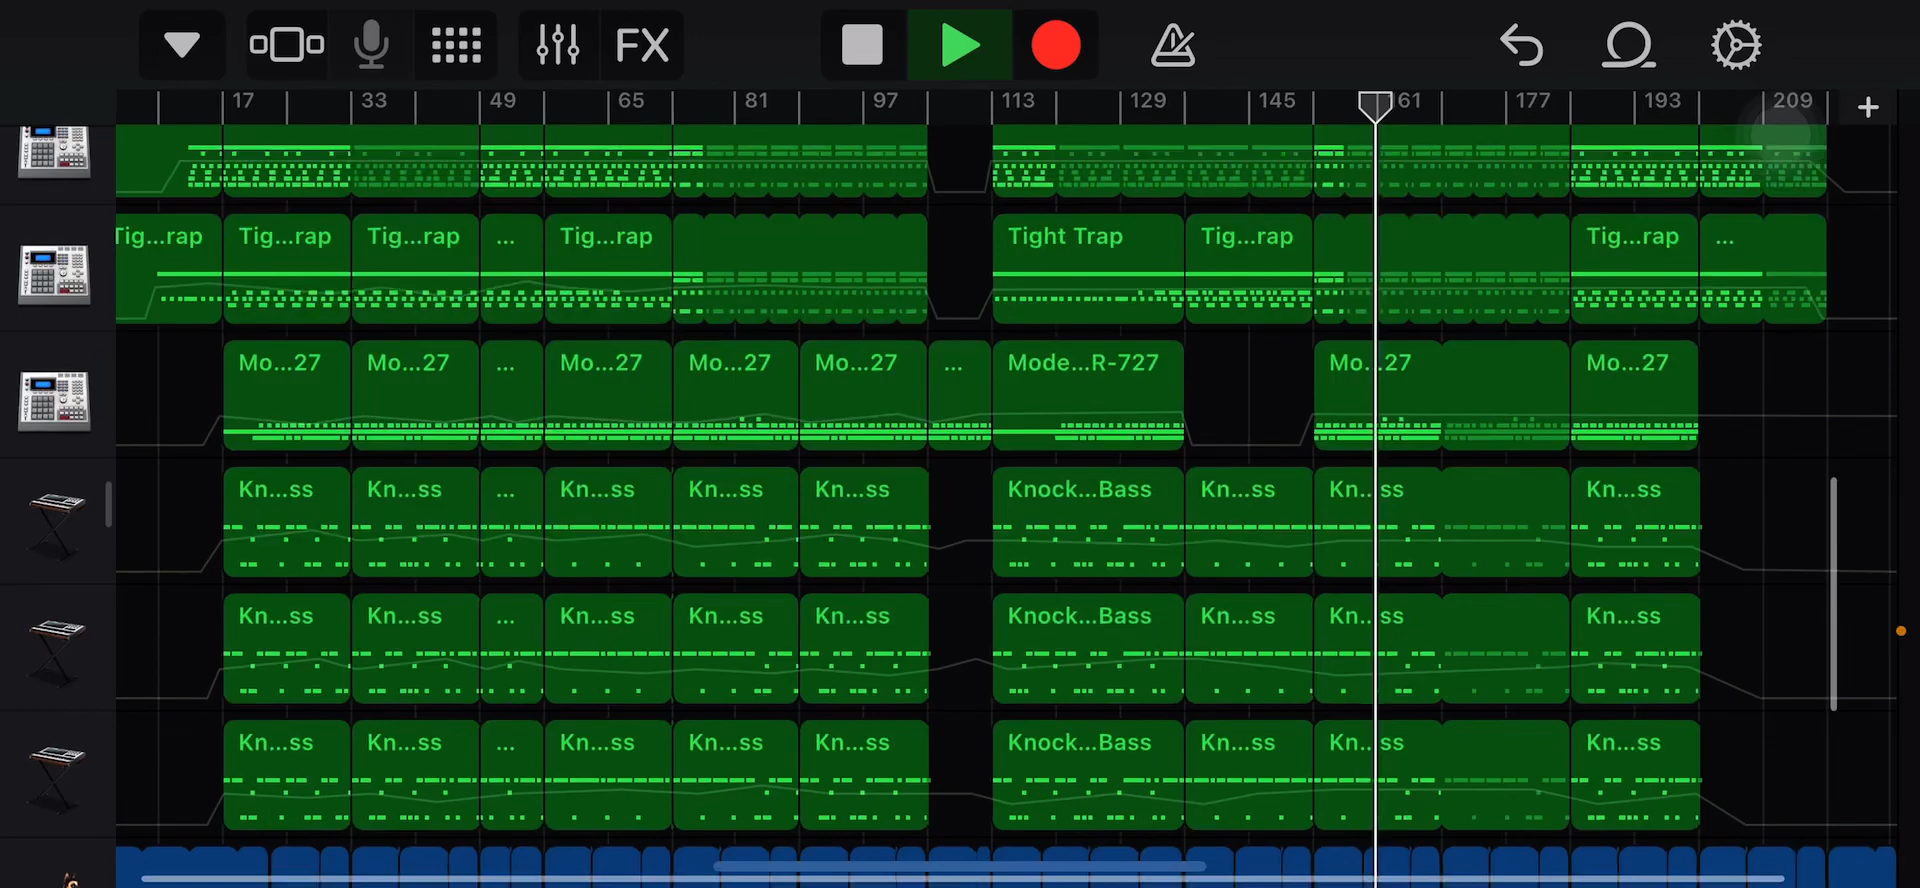 FX
17 33 49 65 81 97 113 129 145 61 177 193 209 +
Tig...rap Tig...rap Tig...rap ... Tig...rap Tight Trap Tig...rap Tig...rap ...
Mo...27 Mo...27 ... Mo...27 Mo...27 Mo...27 ... Mode...R-727 Mo...27 Mo...27
Kn...ss Kn...ss ... Kn...ss Kn...ss Kn...ss Knock...Bass Kn...ss Kn...ss Kn...ss
Kn...ss Kn...ss ... Kn...ss Kn...ss Kn...ss Knock...Bass Kn...ss Kn...ss Kn...ss
Kn...ss Kn...ss ... Kn...ss Kn...ss Kn...ss Knock...Bass Kn...ss Kn...ss Kn...ss